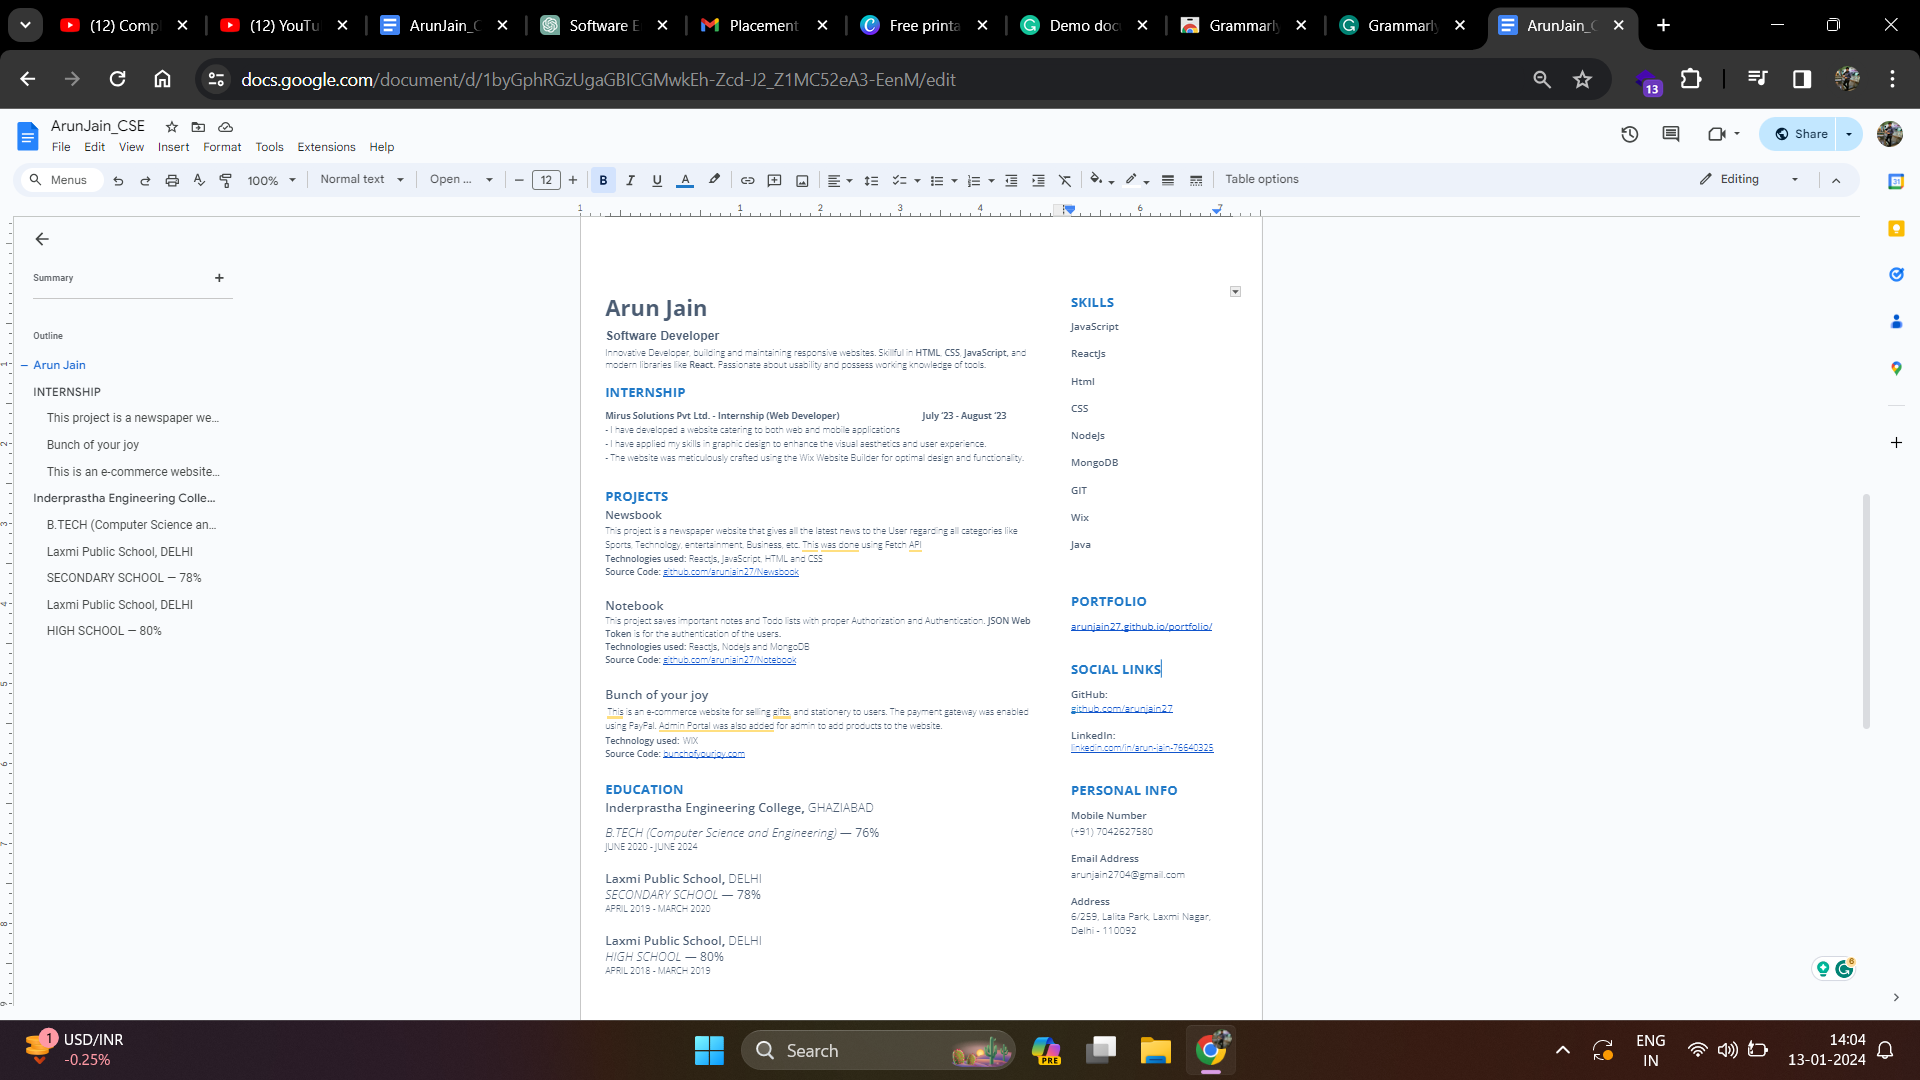 (12) Comp
(12) YouTu
ArunJain_C
Software E
Placement
Free printa
Demo doc
Grammarly
Grammarly
ArunJain_C
docs.google.com/document/d/1byGphRGzUgaGBICGMwkEh-Zcd-J2_Z1MC52eA3-EenM/edit
13
ArunJain_CSE
File Edit View Insert Format Tools Extensions Help
Share
Menus
100%
Normal text
Open ...
12
B I U A
Table options
Editing
1 1 2 3 4 6 7
Summary
Outline
Arun Jain
INTERNSHIP
This project is a newspaper we...
Bunch of your joy
This is an e-commerce website...
Inderprastha Engineering Colle...
B.TECH (Computer Science an...
Laxmi Public School, DELHI
SECONDARY SCHOOL — 78%
Laxmi Public School, DELHI
HIGH SCHOOL — 80%
Arun Jain
Software Developer
Innovative Developer, building and maintaining responsive websites. Skillful in HTML, CSS, JavaScript, and
modern libraries like React. Passionate about usability and possess working knowledge of tools.
INTERNSHIP
Mirus Solutions Pvt Ltd. - Internship (Web Developer) July ‘23 - August ‘23
- I have developed a website catering to both web and mobile applications
- I have applied my skills in graphic design to enhance the visual aesthetics and user experience.
- The website was meticulously crafted using the Wix Website Builder for optimal design and functionality.
PROJECTS
Newsbook
This project is a newspaper website that gives all the latest news to the User regarding all categories like
Sports, Technology, entertainment, Business, etc. This was done using Fetch API
Technologies used: ReactJs, JavaScript, HTML and CSS
Source Code: github.com/arunjain27/Newsbook
Notebook
This project saves important notes and Todo lists with proper Authorization and Authentication. JSON Web
Token is for the authentication of the users.
Technologies used: ReactJs, NodeJs and MongoDB
Source Code: github.com/arunjain27/Notebook
Bunch of your joy
This is an e-commerce website for selling gifts, and stationery to users. The payment gateway was enabled
using PayPal. Admin Portal was also added for admin to add products to the website.
Technology used: WIX
Source Code: bunchofyourjoy.com
EDUCATION
Inderprastha Engineering College, GHAZIABAD
B.TECH (Computer Science and Engineering) — 76%
JUNE 2020 - JUNE 2024
Laxmi Public School, DELHI
SECONDARY SCHOOL — 78%
APRIL 2019 - MARCH 2020
Laxmi Public School, DELHI
HIGH SCHOOL — 80%
APRIL 2018 - MARCH 2019
SKILLS
JavaScript
ReactJs
Html
CSS
NodeJs
MongoDB
GIT
Wix
Java
PORTFOLIO
arunjain27.github.io/portfolio/
SOCIAL LINKS
GitHub:
github.com/arunjain27
LinkedIn:
linkedin.com/in/arun-jain-76640325
PERSONAL INFO
Mobile Number
(+91) 7042627580
Email Address
arunjain2704@gmail.com
Address
6/259, Lalita Park, Laxmi Nagar,
Delhi - 110092
6
1
USD/INR
-0.25%
Search
PRE
ENG
IN
14:04
13-01-2024